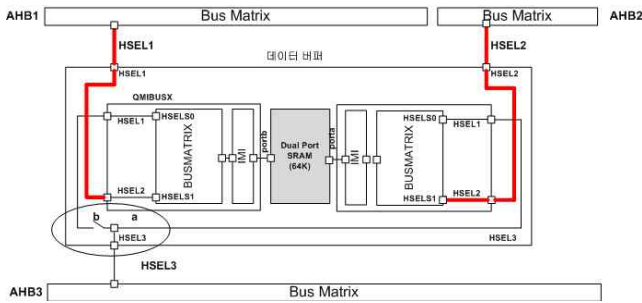 AHB1
Bus Matrix
Bus Matrix
AHB2
HSEL1
HSEL2
데이터 버퍼
HSEL1
HSEL2
QMIBUSX
HSEL1
HSELS0
BUSMATRIX
IMI
portb
Dual Port
SRAM
(64K)
porta
IMI
BUSMATRIX
HSELS0
HSEL1
HSEL2
HSELS1
HSELS1
HSEL2
b
a
HSEL3
HSEL3
HSEL3
AHB3
Bus Matrix